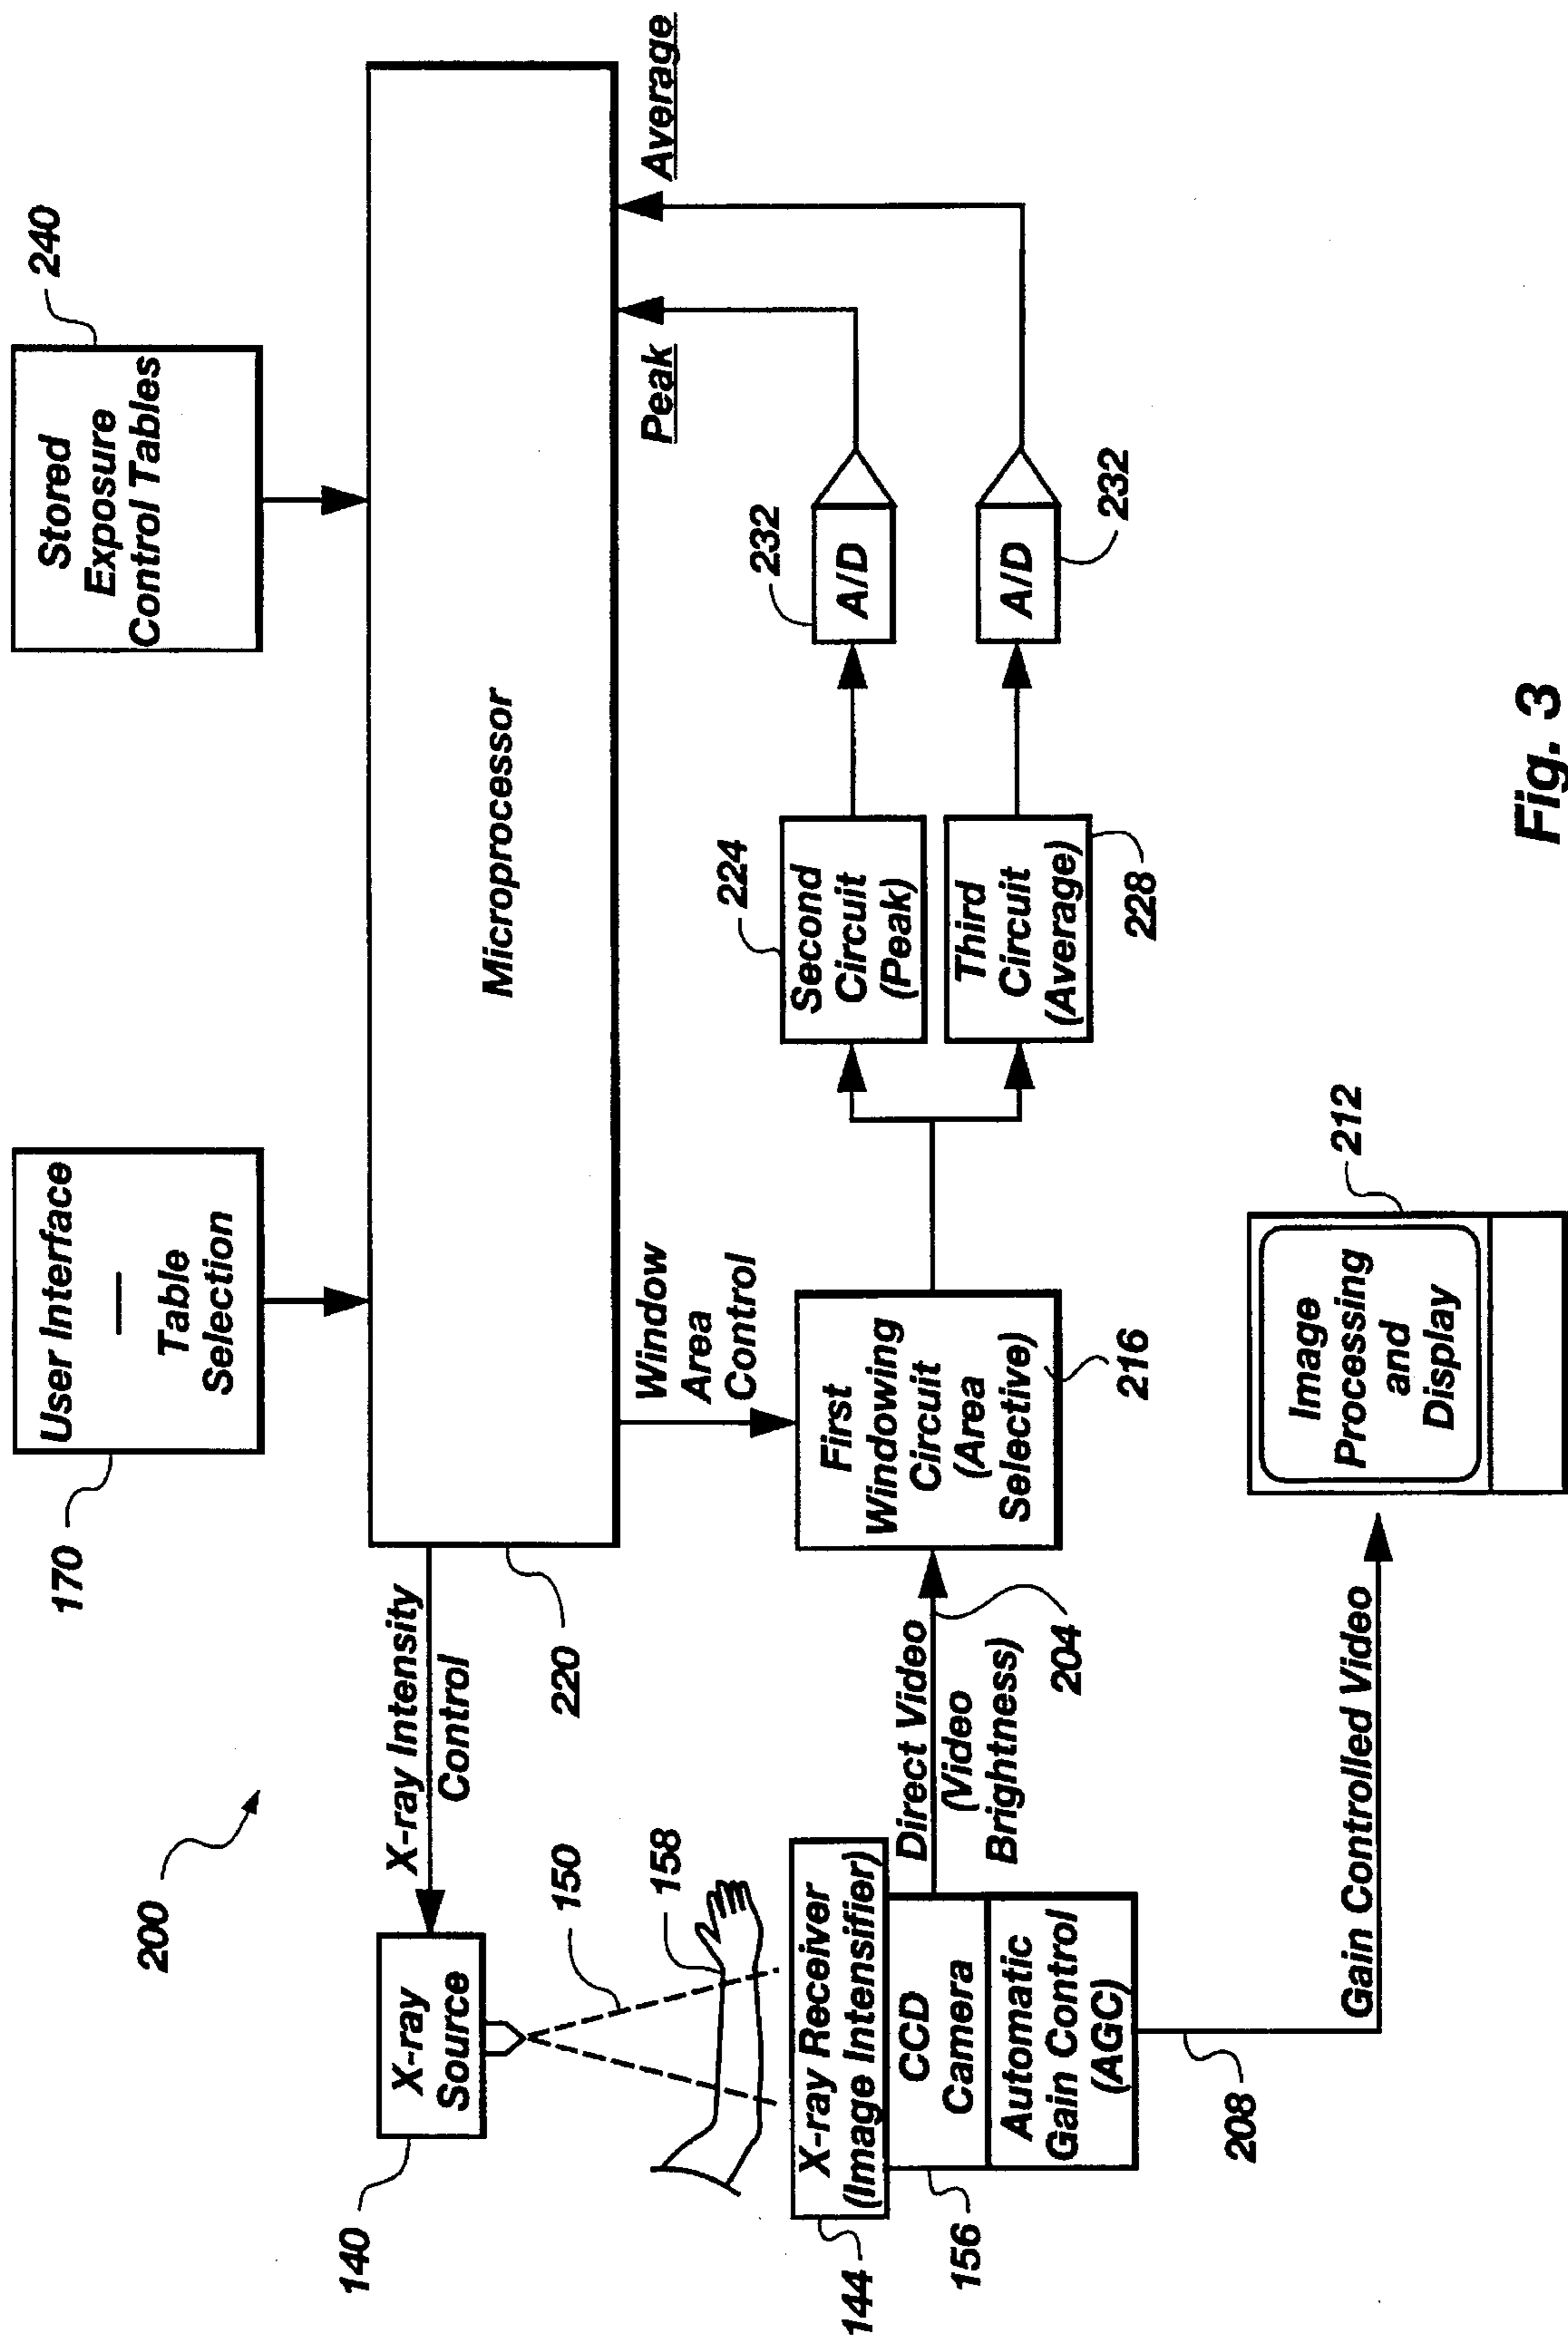 200
170
User Interface
—
Table
Selection
240
Stored
Exposure
Control Tables
140
X-ray
Source
X-ray Intensity
Control
220
Microprocessor
150
158
Window
Area
Control
Peak
Average
144
X-ray Receiver
(Image Intensifier)
156
CCD
Camera
Automatic
Gain Control
(AGC)
Direct Video
(Video
Brightness)
204
First
Windowing
Circuit
(Area
Selective)
216
224
Second
Circuit
(Peak)
Third
Circuit
(Average)
228
232
A/D
A/D
232
208
Gain Controlled Video
212
Image
Processing
and
Display
Fig. 3